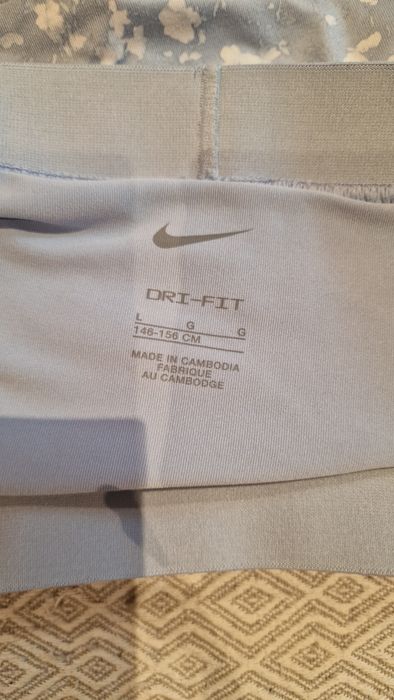 DRI-FIT
L G G
146-156 CM
MADE IN CAMBODIA
FABRIQUE
AU CAMBODGE